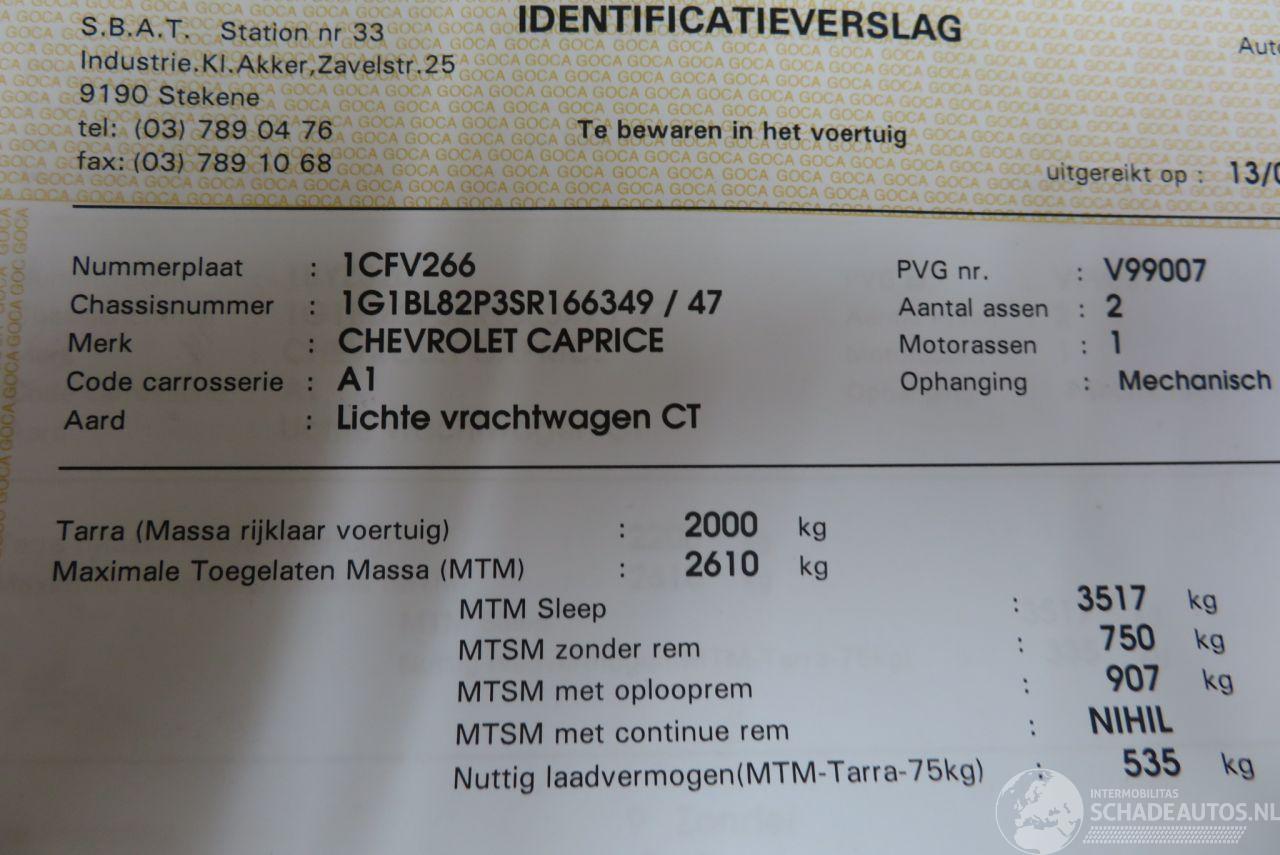 IDENTIFICATIEVERSLAG
S.B.A.T. Station nr 33
Industrie.Kl.Akker,Zavelstr.25
9190 Stekene
tel: (03) 789 04 76
fax: (03) 789 10 68
Te bewaren in het voertuig
uitgereikt op : 13/0
Nummerplaat : 1CFV266 PVG nr. : V99007
Chassisnummer : 1G1BL82P3SR166349 / 47 Aantal assen : 2
Merk : CHEVROLET CAPRICE Motorassen : 1
Code carrosserie : A1 Ophanging : Mechanisch
Aard : Lichte vrachtwagen CT
Tarra (Massa rijklaar voertuig) : 2000 kg
Maximale Toegelaten Massa (MTM) : 2610 kg
MTM Sleep : 3517 kg
MTSM zonder rem : 750 kg
MTSM met oplooprem : 907 kg
MTSM met continue rem : NIHIL
Nuttig laadvermogen(MTM-Tarra-75kg) : 535 kg
INTERMOBILITAS
SCHADEAUTOS.NL